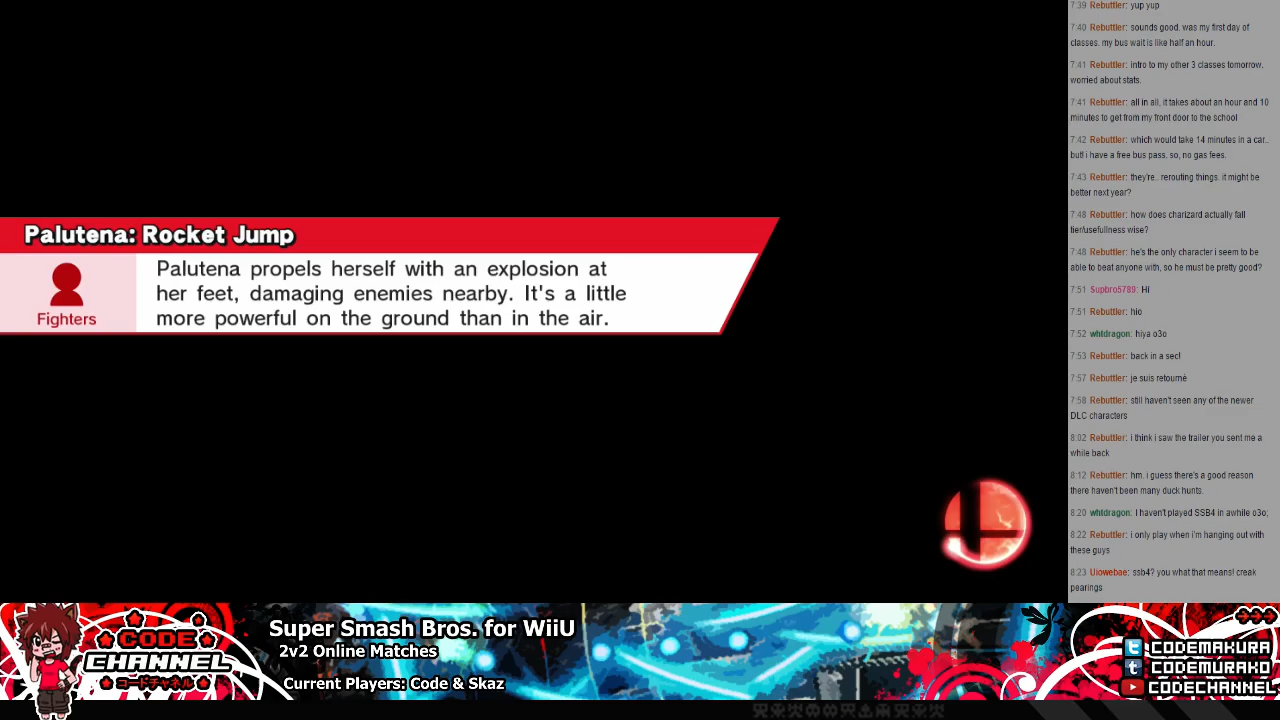 Palutena: Rocket Jump
Fighters
Palutena propels herself with an explosion at
her feet, damaging enemies nearby. It's a little
more powerful on the ground than in the air.
7:39 Rebuttler: yup yup
7:40 Rebuttler: sounds good. was my first day of
classes. my bus wait is like half an hour.
7:41 Rebuttler: intro to my other 3 classes tomorrow.
worried about stats.
7:41 Rebuttler: all in all, it takes about an hour and 10
minutes to get from my front door to the school
7:42 Rebuttler: which would take 14 minutes in a car..
but! i have a free bus pass. so, no gas fees.
7:43 Rebuttler: they're.. rerouting things. it might be
better next year?
7:48 Rebuttler: how does charizard actually fall
tier/usefullness wise?
7:48 Rebuttler: he's the only character i seem to be
able to beat anyone with, so he must be pretty good?
7:51 Supbro5789: Hi
7:51 Rebuttler: hio
7:52 whtdragon: hiya o3o
7:53 Rebuttler: back in a sec!
7:57 Rebuttler: je suis retourné
7:58 Rebuttler: still haven't seen any of the newer
DLC characters
8:02 Rebuttler: i think i saw the trailer you sent me a
while back
8:12 Rebuttler: hm. i guess there's a good reason
there haven't been many duck hunts.
8:20 whtdragon: I haven't played SSB4 in awhile o3o;
8:22 Rebuttler: i only play when i'm hanging out with
these guys
8:23 Uiowebae: ssb4? you what that means! creak
pearings
CODE
CHANNEL
コードチャンネル
Super Smash Bros. for WiiU
2v2 Online Matches
Current Players: Code & Skaz
CODEMAKURA
CODEMURAKO
CODECHANNEL